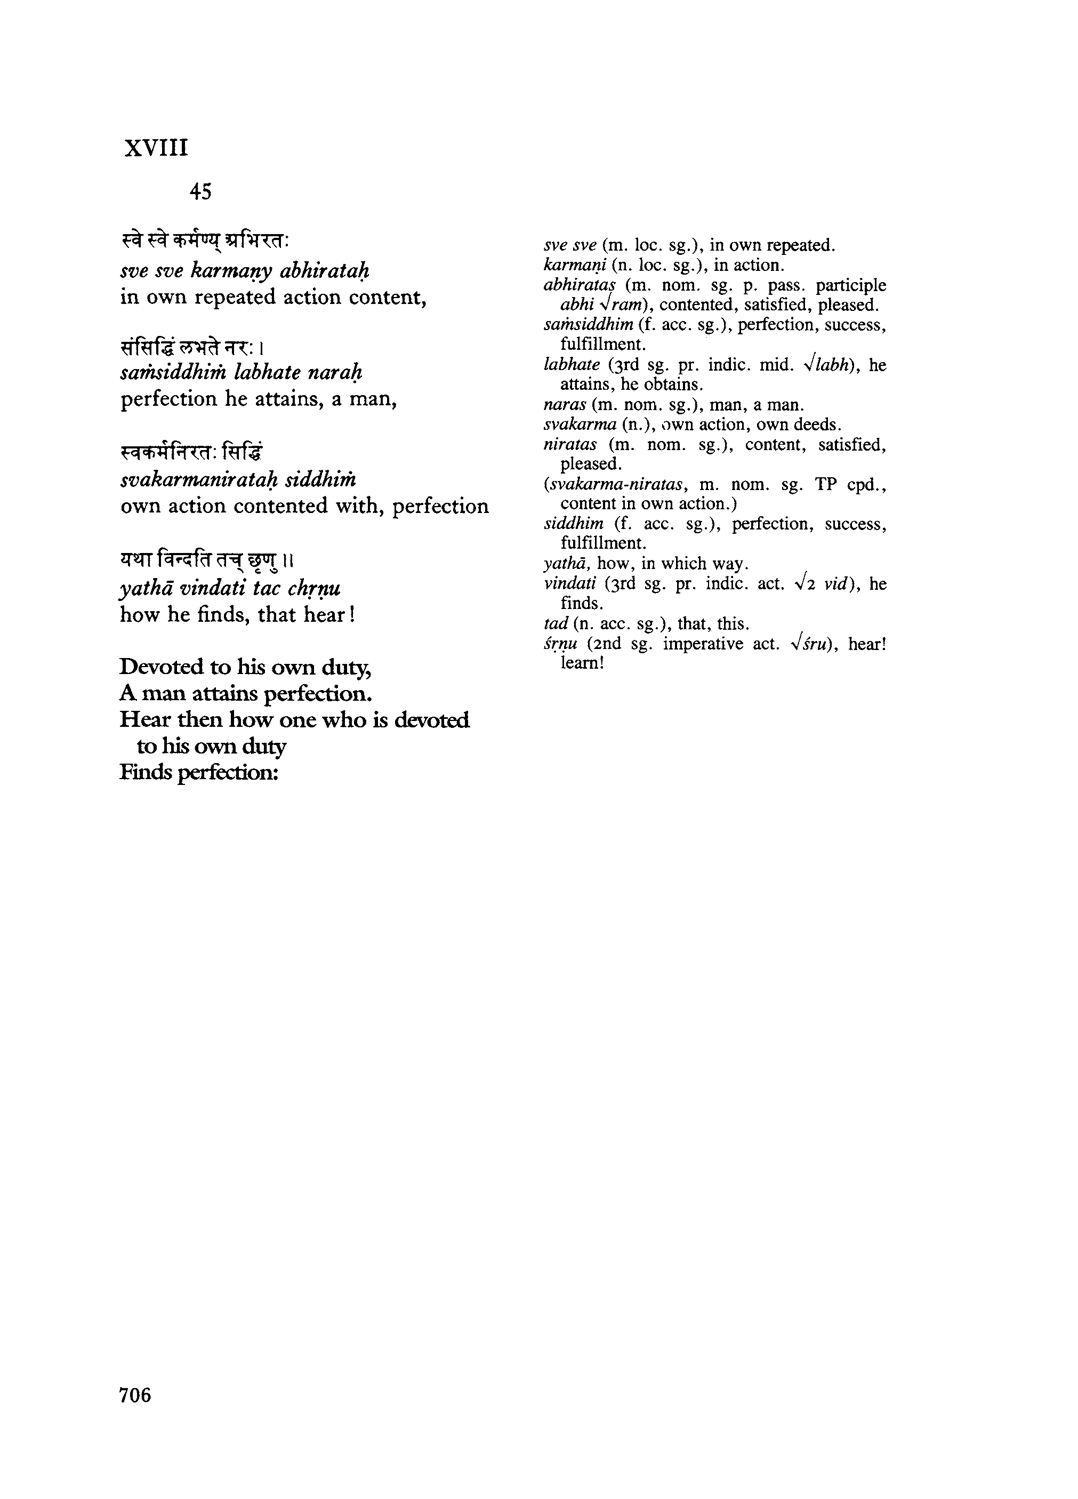 XVIII
45
स्वे स्वे कर्मण्य् अभिरतः
sve sve karmaṇy abhirataḥ
in own repeated action content,
संसिद्धिं लभते नरः ।
saṁsiddhiṁ labhate naraḥ
perfection he attains, a man,
स्वकर्मनिरतः सिद्धिं
svakarmanirataḥ siddhiṁ
own action contented with, perfection
यथा विन्दति तच् छृणु ॥
yathā vindati tac chṛṇu
how he finds, that hear!
Devoted to his own duty,
A man attains perfection.
Hear then how one who is devoted
to his own duty
Finds perfection:
sve sve (m. loc. sg.), in own repeated.
karmaṇi (n. loc. sg.), in action.
abhiratas (m. nom. sg. p. pass. participle
abhi √ram), contented, satisfied, pleased.
saṁsiddhim (f. acc. sg.), perfection, success,
fulfillment.
labhate (3rd sg. pr. indic. mid. √labh), he
attains, he obtains.
naras (m. nom. sg.), man, a man.
svakarma (n.), own action, own deeds.
niratas (m. nom. sg.), content, satisfied,
pleased.
(svakarma-niratas, m. nom. sg. TP cpd.,
content in own action.)
siddhim (f. acc. sg.), perfection, success,
fulfillment.
yathā, how, in which way.
vindati (3rd sg. pr. indic. act. √2 vid), he
finds.
tad (n. acc. sg.), that, this.
śṛṇu (2nd sg. imperative act. √śru), hear!
learn!
706